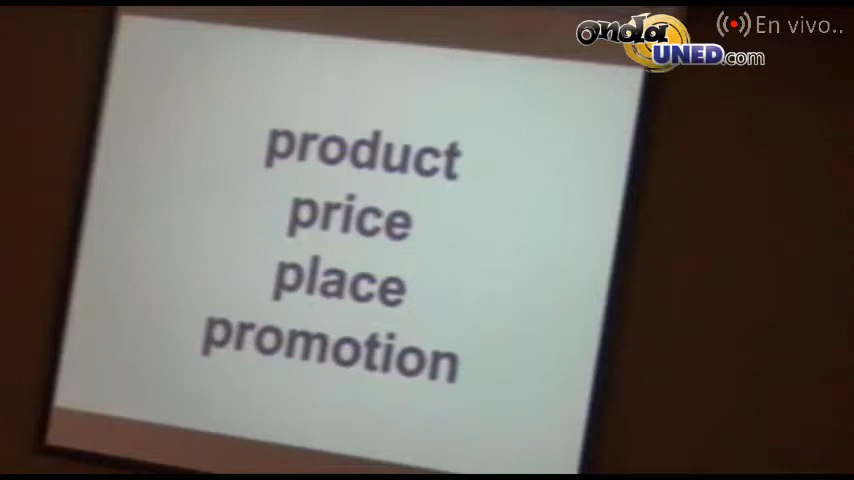 onda
UNED.com
En vivo..
product
price
place
promotion